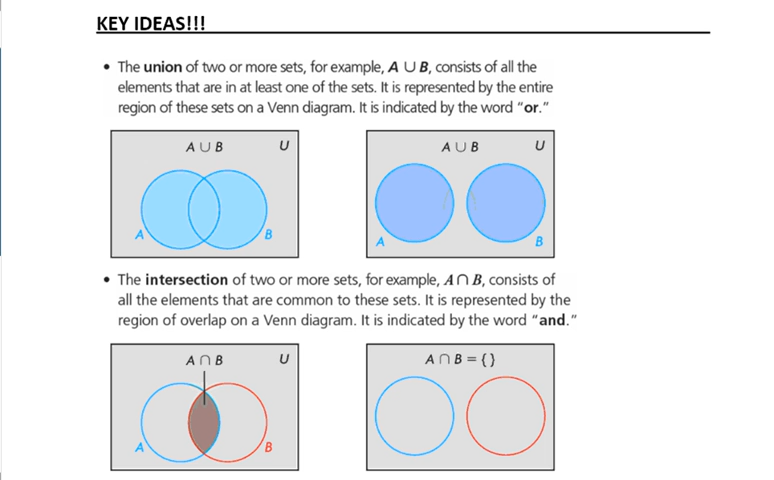 KEY IDEAS!!!
• The union of two or more sets, for example, A ∪ B, consists of all the
elements that are in at least one of the sets. It is represented by the entire
region of these sets on a Venn diagram. It is indicated by the word “or.”
A ∪ B U
A B
A ∪ B U
A B
• The intersection of two or more sets, for example, A ∩ B, consists of
all the elements that are common to these sets. It is represented by the
region of overlap on a Venn diagram. It is indicated by the word “and.”
A ∩ B U
A B
A ∩ B = { }